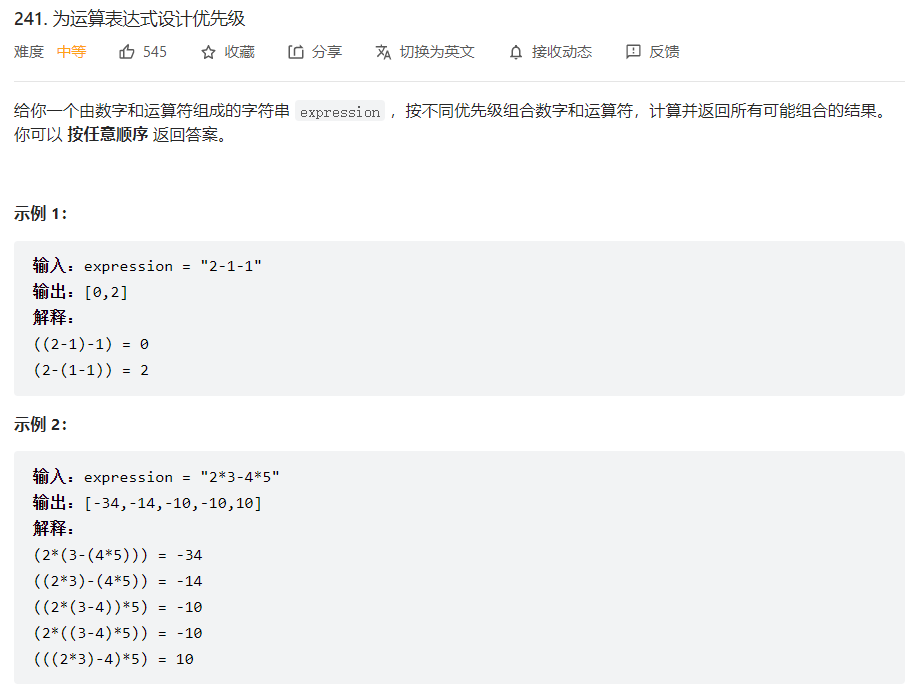 241. 为运算表达式设计优先级
难度 中等 545 收藏 分享 切换为英文 接收动态 反馈
给你一个由数字和运算符组成的字符串 expression ，按不同优先级组合数字和运算符，计算并返回所有可能组合的结果。
你可以 按任意顺序 返回答案。
示例 1：
输入：expression = "2-1-1"
输出：[0,2]
解释：
((2-1)-1) = 0
(2-(1-1)) = 2
示例 2：
输入：expression = "2*3-4*5"
输出：[-34,-14,-10,-10,10]
解释：
(2*(3-(4*5))) = -34
((2*3)-(4*5)) = -14
((2*(3-4))*5) = -10
(2*((3-4)*5)) = -10
(((2*3)-4)*5) = 10